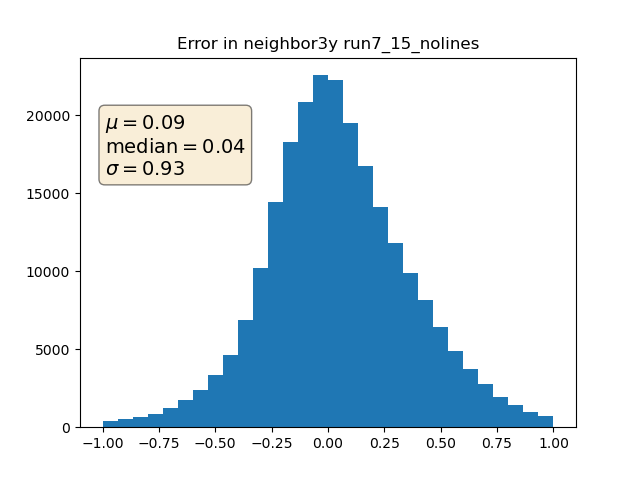 Error in neighbor3y run7_15_nolines
μ = 0.09
median = 0.04
σ = 0.93
20000
15000
10000
5000
0
−1.00 −0.75 −0.50 −0.25 0.00 0.25 0.50 0.75 1.00